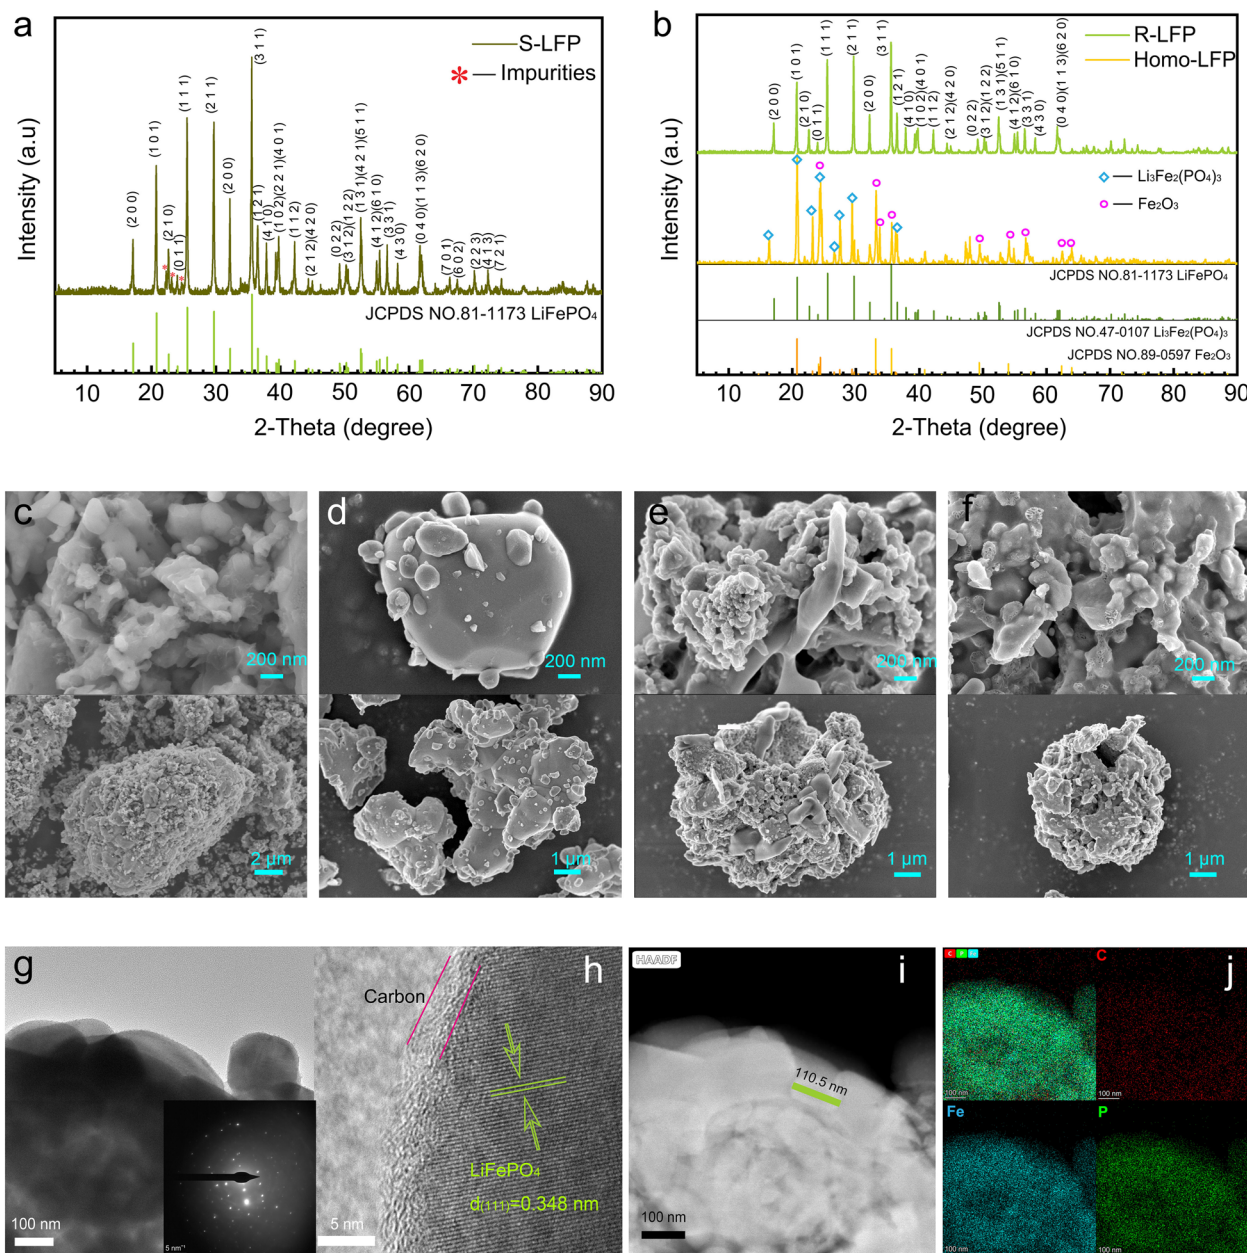 a
S-LFP
* — Impurities
Intensity (a.u)
(2 0 0)
(1 0 1)
(2 1 0)
(0 1 1)
(1 1 1)
(2 1 1)
(2 0 0)
(3 1 1)
(1 2 1)
(4 1 0)
(1 0 2)(2 2 1)(4 0 1)
(1 1 2)
(2 1 2)(4 2 0)
(0 2 2)
(3 1 2)(1 2 2)
(1 3 1)(4 2 1)(5 1 1)
(4 1 2)(6 1 0)
(3 3 1)
(4 3 0)
(0 4 0)(1 1 3)(6 2 0)
(7 0 1)
(6 0 2)
(2 2 3)
(4 1 3)
(7 2 1)
JCPDS NO.81-1173 LiFePO₄
10 20 30 40 50 60 70 80 90
2-Theta (degree)
b
R-LFP
Homo-LFP
Intensity (a.u)
(2 0 0)
(1 0 1)
(2 1 0)
(0 1 1)
(1 1 1)
(2 1 1)
(2 0 0)
(3 1 1)
(1 2 1)
(4 1 0)
(1 0 2)(4 0 1)
(1 1 2)
(2 1 2)(4 2 0)
(0 2 2)
(3 1 2)(1 2 2)
(1 3 1)(5 1 1)
(4 1 2)(6 1 0)
(3 3 1)
(4 3 0)
(0 4 0)(1 1 3)(6 2 0)
Li₃Fe₂(PO₄)₃
Fe₂O₃
JCPDS NO.81-1173 LiFePO₄
JCPDS NO.47-0107 Li₃Fe₂(PO₄)₃
JCPDS NO.89-0597 Fe₂O₃
10 20 30 40 50 60 70 80 90
2-Theta (degree)
c
200 nm
2 µm
d
200 nm
1 µm
e
200 nm
1 µm
f
200 nm
1 µm
g
100 nm
5 nm⁻¹
h
Carbon
LiFePO₄
d₍₁₁₁₎=0.348 nm
5 nm
HAADF
i
110.5 nm
100 nm
C P Fe
100 nm
C
j
100 nm
Fe
100 nm
P
100 nm